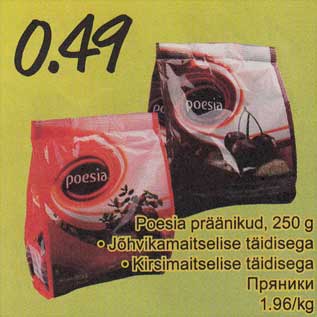 0.49
poesia
poesia
Poesia präänikud, 250 g
• Jõhvikamaitselise täidisega
• Kirsimaitselise täidisega
Пряники
1.96/kg